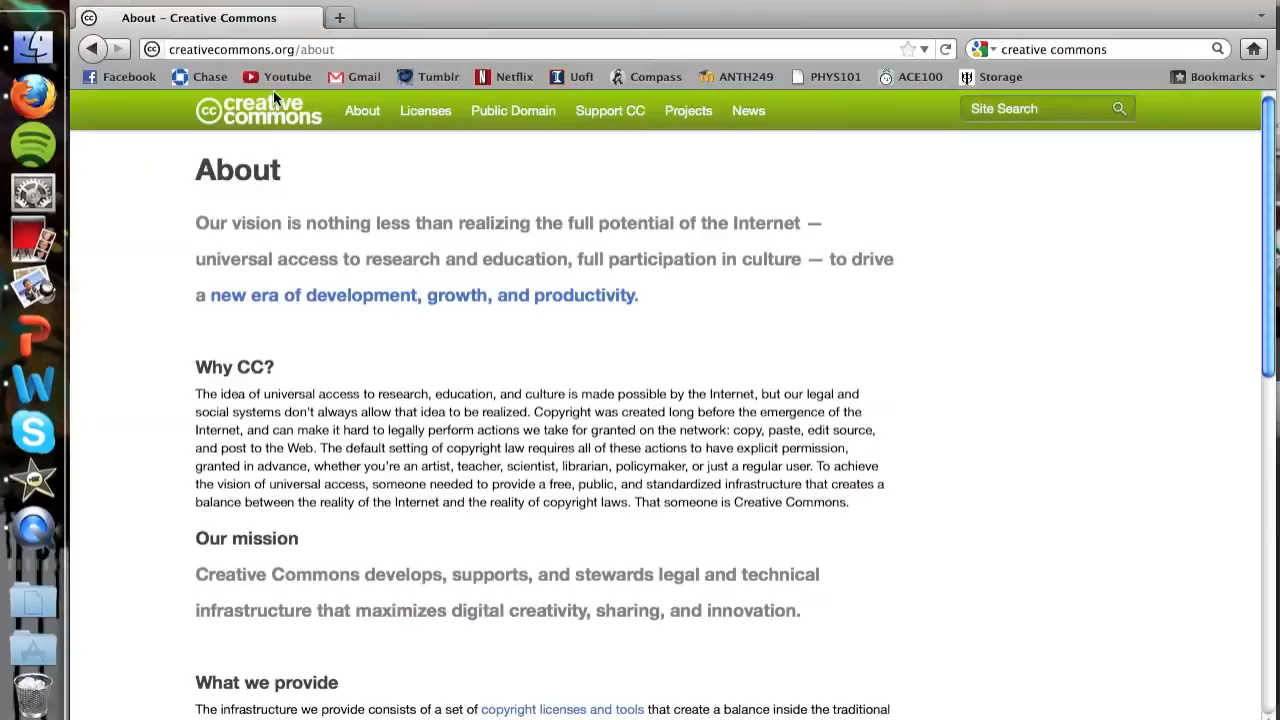 About – Creative Commons
creativecommons.org/about
creative commons
Facebook Chase Youtube Gmail Tumblr Netflix UofI Compass ANTH249 PHYS101 ACE100 Storage Bookmarks
cc creative commons About Licenses Public Domain Support CC Projects News Site Search
About
Our vision is nothing less than realizing the full potential of the Internet —
universal access to research and education, full participation in culture — to drive
a new era of development, growth, and productivity.
Why CC?
The idea of universal access to research, education, and culture is made possible by the Internet, but our legal and
social systems don't always allow that idea to be realized. Copyright was created long before the emergence of the
Internet, and can make it hard to legally perform actions we take for granted on the network: copy, paste, edit source,
and post to the Web. The default setting of copyright law requires all of these actions to have explicit permission,
granted in advance, whether you're an artist, teacher, scientist, librarian, policymaker, or just a regular user. To achieve
the vision of universal access, someone needed to provide a free, public, and standardized infrastructure that creates a
balance between the reality of the Internet and the reality of copyright laws. That someone is Creative Commons.
Our mission
Creative Commons develops, supports, and stewards legal and technical
infrastructure that maximizes digital creativity, sharing, and innovation.
What we provide
The infrastructure we provide consists of a set of copyright licenses and tools that create a balance inside the traditional